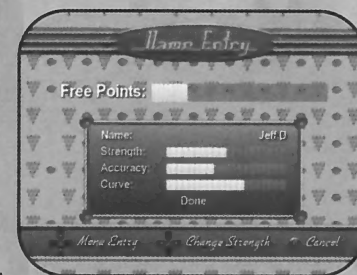 Name Entry
Free Points:
Name: Jeff D
Strength:
Accuracy:
Curve:
Done
Menu Entry Change Strength Cancel